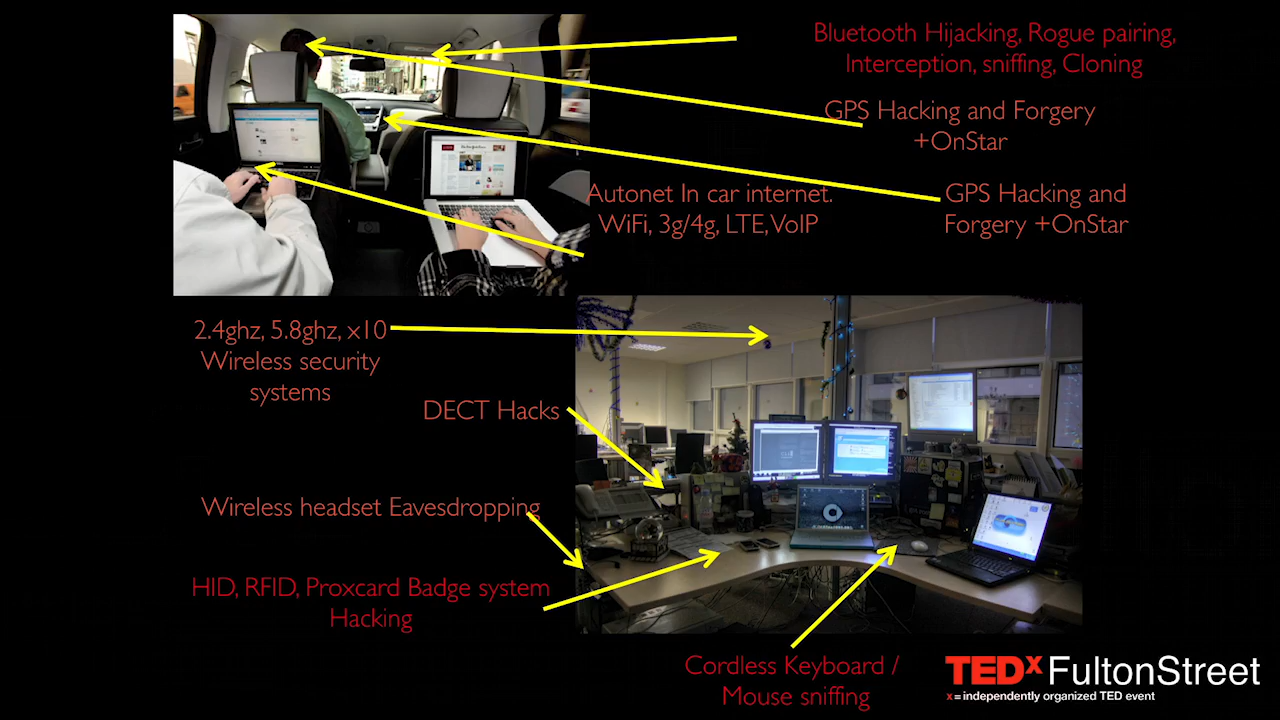 Bluetooth Hijacking, Rogue pairing,
Interception, sniffing, Cloning
GPS Hacking and Forgery
+OnStar
Autonet In car internet.
WiFi, 3g/4g, LTE, VoIP
GPS Hacking and
Forgery +OnStar
2.4ghz, 5.8ghz, x10
Wireless security
systems
DECT Hacks
Wireless headset Eavesdropping
HID, RFID, Proxcard Badge system
Hacking
Cordless Keyboard /
Mouse sniffing
TEDxFultonStreet
x = independently organized TED event